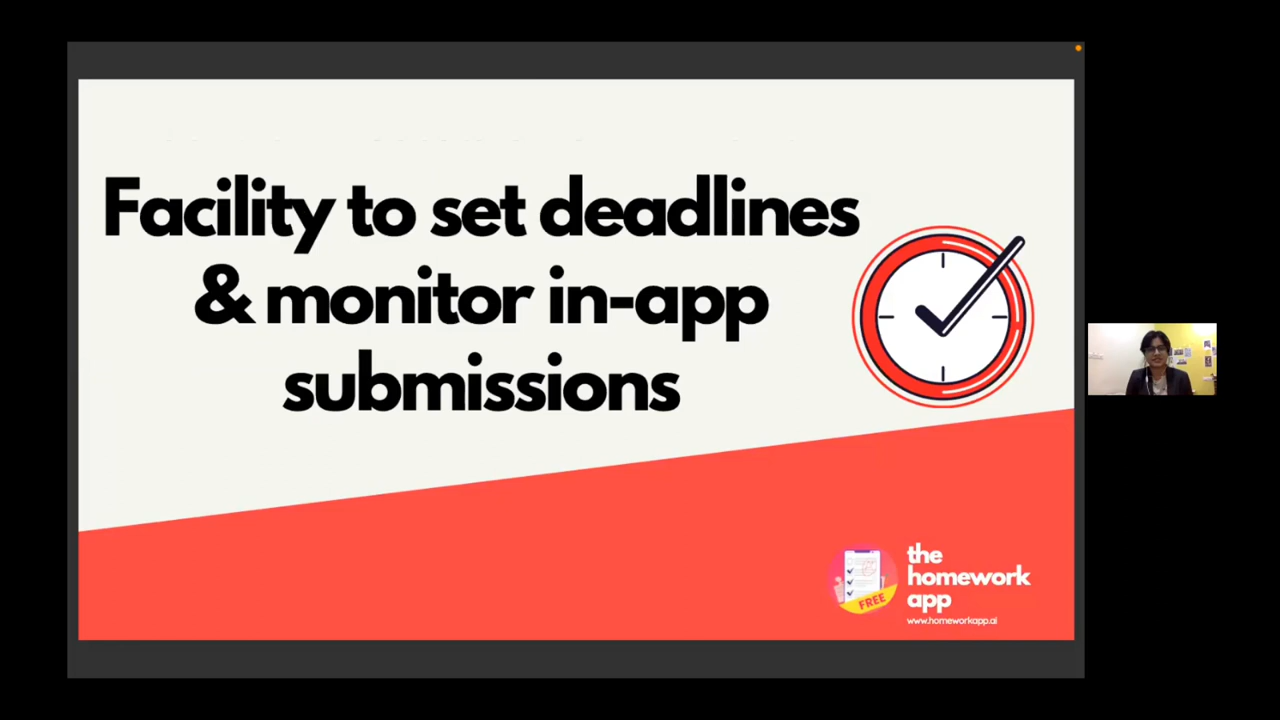 Facility to set deadlines
& monitor in-app
submissions
FREE
the
homework
app
www.homeworkapp.ai